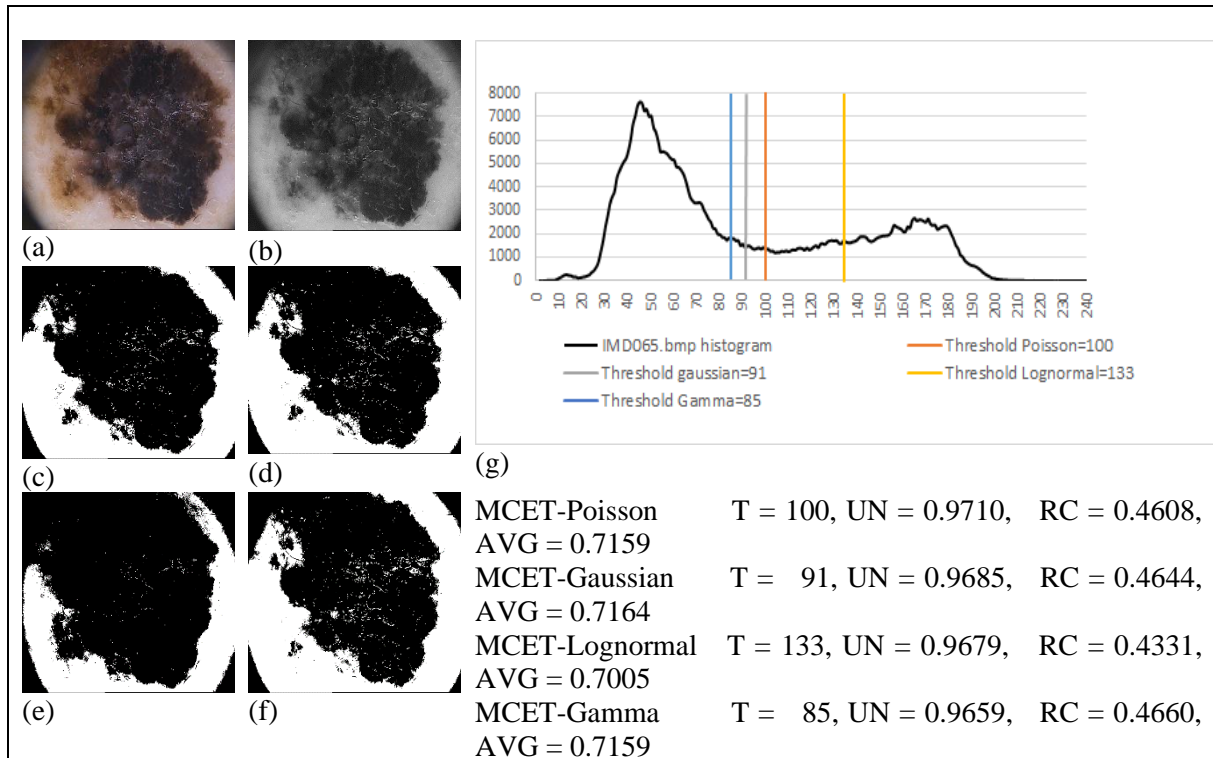 (a)
(b)
(c)
(d)
(e)
(f)
8000
7000
6000
5000
4000
3000
2000
1000
0
0 10 20 30 40 50 60 70 80 90 100 110 120 130 140 150 160 170 180 190 200 210 220 230 240
IMD065.bmp histogram Threshold Poisson=100
Threshold gaussian=91 Threshold Lognormal=133
Threshold Gamma=85
(g)
MCET-Poisson T = 100, UN = 0.9710, RC = 0.4608,
AVG = 0.7159
MCET-Gaussian T = 91, UN = 0.9685, RC = 0.4644,
AVG = 0.7164
MCET-Lognormal T = 133, UN = 0.9679, RC = 0.4331,
AVG = 0.7005
MCET-Gamma T = 85, UN = 0.9659, RC = 0.4660,
AVG = 0.7159